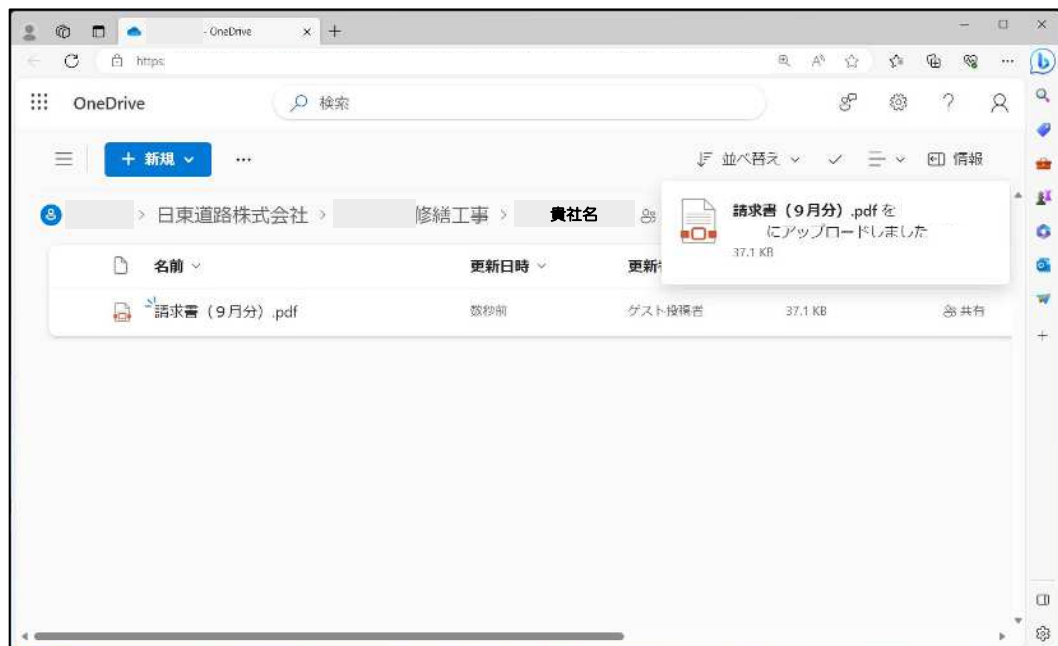 - OneDrive
https:
OneDrive
検索
+ 新規
並べ替え
情報
日東道路株式会社 > 修繕工事 > 貴社名
請求書（９月分）.pdf を
にアップロードしました
37.1 KB
名前
更新日時
更新
請求書（９月分）.pdf
数秒前
ゲスト投稿者
37.1 KB
共有